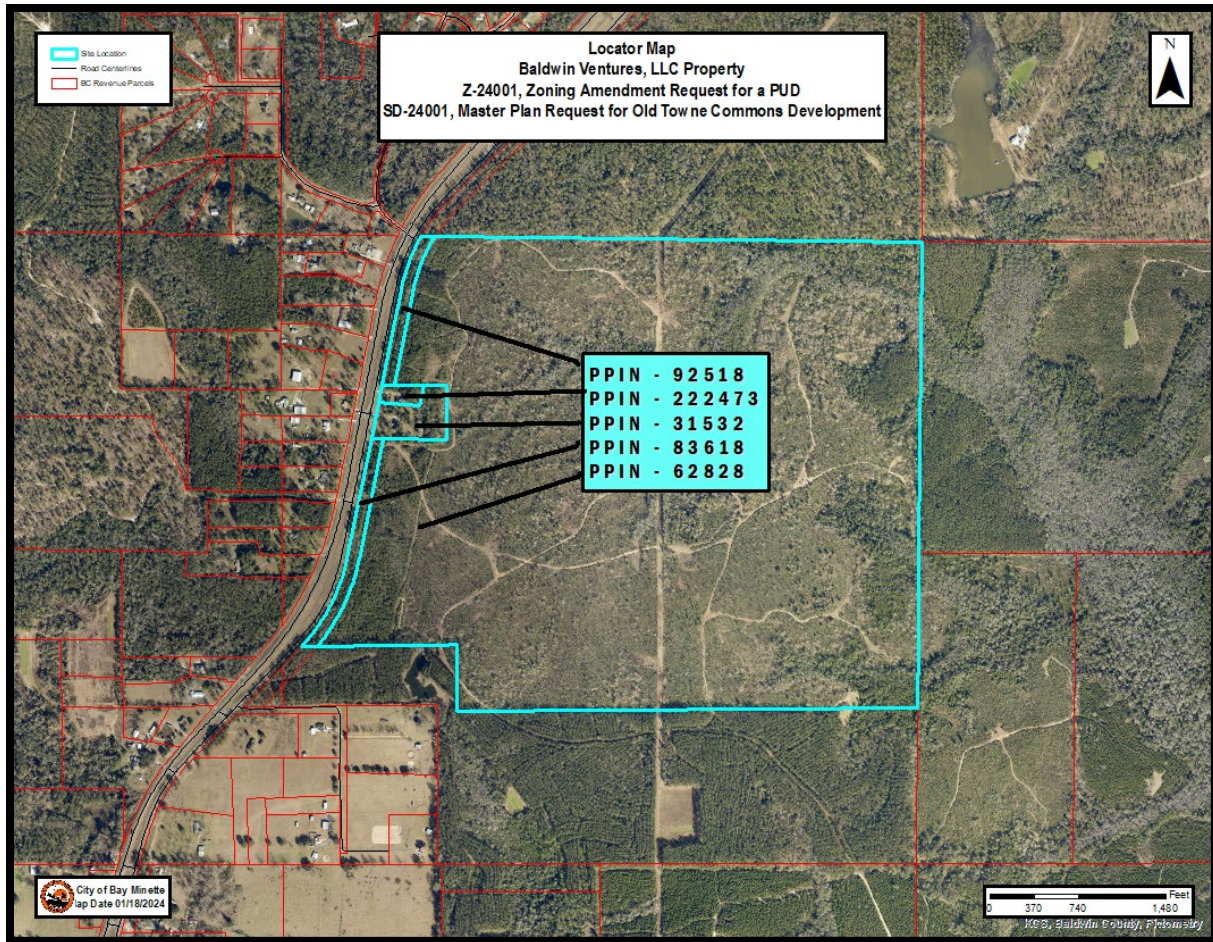 Site Location
Road Centerlines
BC Revenue Parcels
Locator Map
Baldwin Ventures, LLC Property
Z-24001, Zoning Amendment Request for a PUD
SD-24001, Master Plan Request for Old Towne Commons Development
N
PPIN - 92518
PPIN - 222473
PPIN - 31532
PPIN - 83618
PPIN - 62828
City of Bay Minette
ap Date 01/18/2024
Feet
0 370 740 1,480
Baldwin County, Pictometry